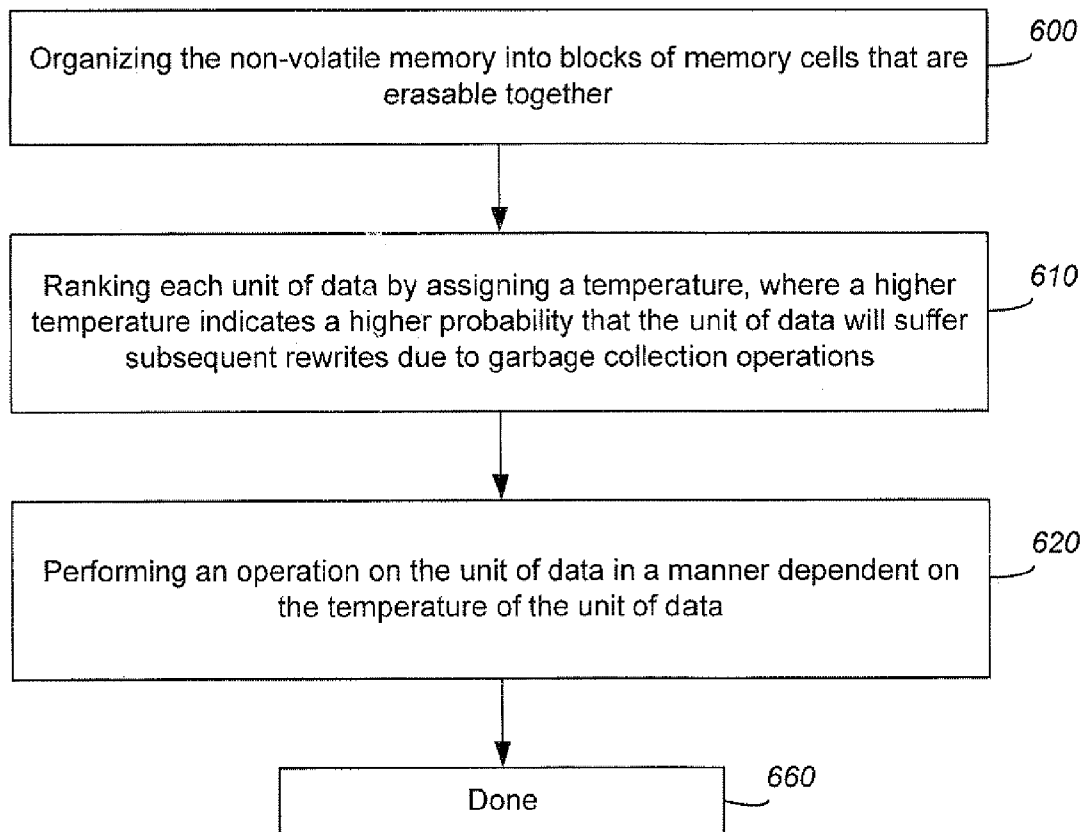 600
Organizing the non-volatile memory into blocks of memory cells that are
erasable together
610
Ranking each unit of data by assigning a temperature, where a higher
temperature indicates a higher probability that the unit of data will suffer
subsequent rewrites due to garbage collection operations
620
Performing an operation on the unit of data in a manner dependent on
the temperature of the unit of data
660
Done